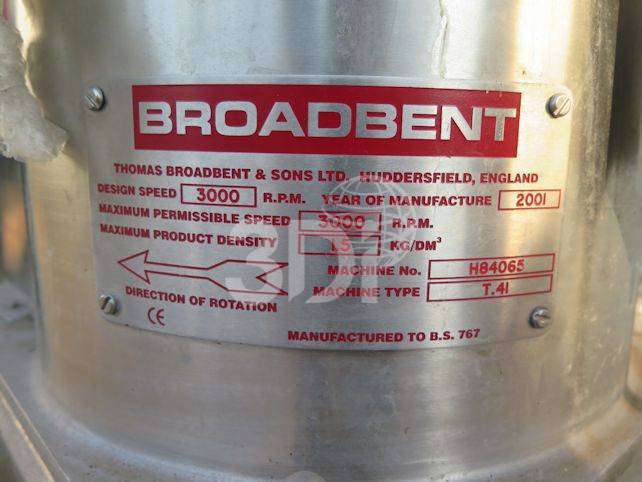 BROADBENT
THOMAS BROADBENT & SONS LTD. HUDDERSFIELD, ENGLAND
DESIGN SPEED 3000 R.P.M. YEAR OF MANUFACTURE 2001
MAXIMUM PERMISSIBLE SPEED 3000 R.P.M.
MAXIMUM PRODUCT DENSITY 1.5 KG/DM³
MACHINE No. H84065
MACHINE TYPE T.41
DIRECTION OF ROTATION
CE
MANUFACTURED TO B.S. 767
3DI